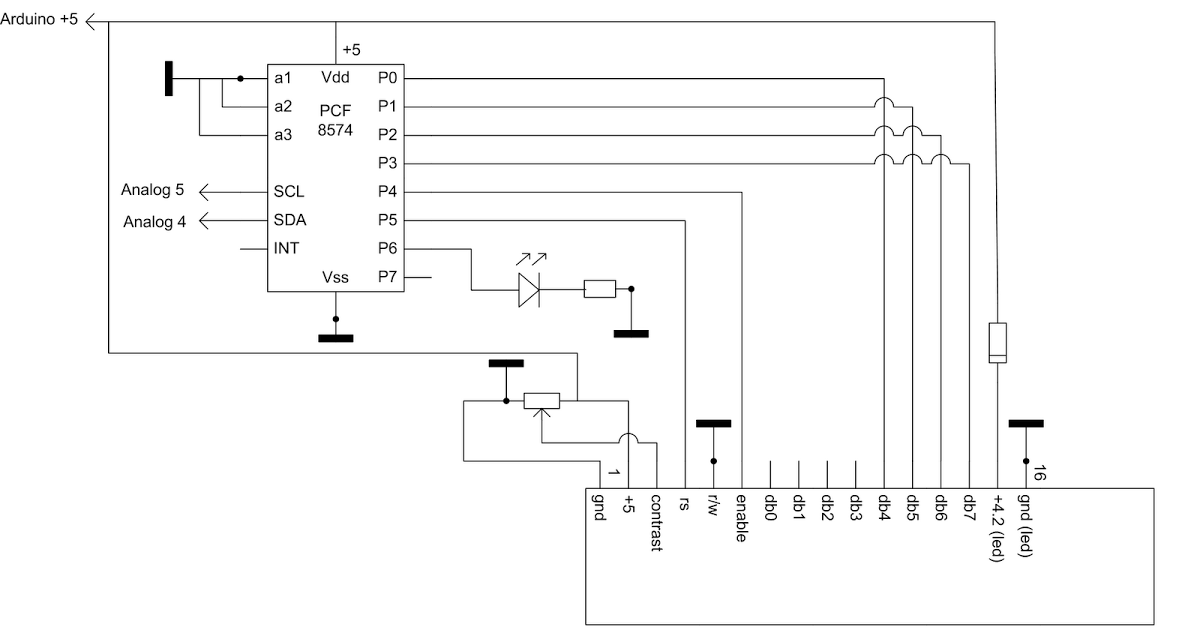 Arduino +5
+5
a1
Vdd
P0
a2
PCF
8574
P1
a3
P2
P3
Analog 5
SCL
P4
Analog 4
SDA
P5
INT
P6
Vss
P7
1
16
gnd
+5
contrast
rs
r/w
enable
db0
db1
db2
db3
db4
db5
db6
db7
+4.2 (led)
gnd (led)